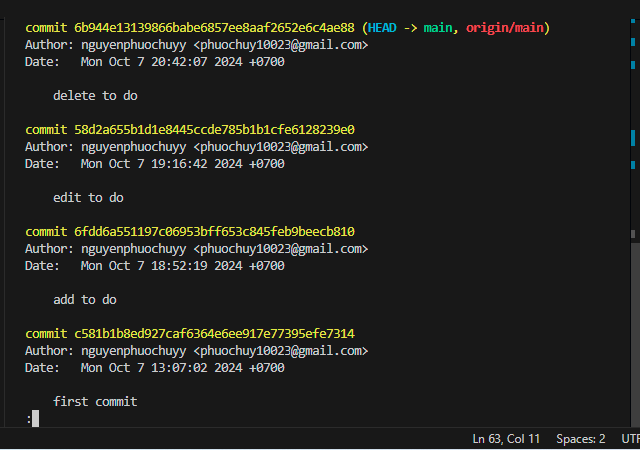 commit 6b944e13139866babe6857ee8aaf2652e6c4ae88 (HEAD -> main, origin/main)
Author: nguyenphuochuyy <phuochuy10023@gmail.com>
Date:   Mon Oct 7 20:42:07 2024 +0700
delete to do
commit 58d2a655b1d1e8445ccde785b1b1cfe6128239e0
Author: nguyenphuochuyy <phuochuy10023@gmail.com>
Date:   Mon Oct 7 19:16:42 2024 +0700
edit to do
commit 6fdd6a551197c06953bff653c845feb9beecb810
Author: nguyenphuochuyy <phuochuy10023@gmail.com>
Date:   Mon Oct 7 18:52:19 2024 +0700
add to do
commit c581b1b8ed927caf6364e6ee917e77395efe7314
Author: nguyenphuochuyy <phuochuy10023@gmail.com>
Date:   Mon Oct 7 13:07:02 2024 +0700
first commit
:
Ln 63, Col 11 Spaces: 2 UTF